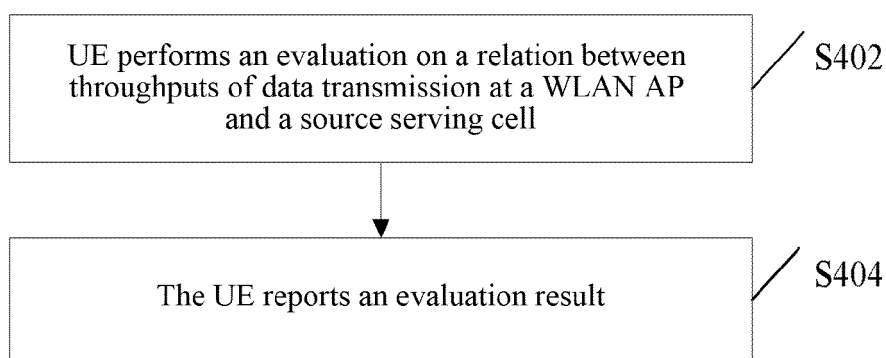 UE performs an evaluation on a relation between
throughputs of data transmission at a WLAN AP
and a source serving cell
S402
The UE reports an evaluation result
S404